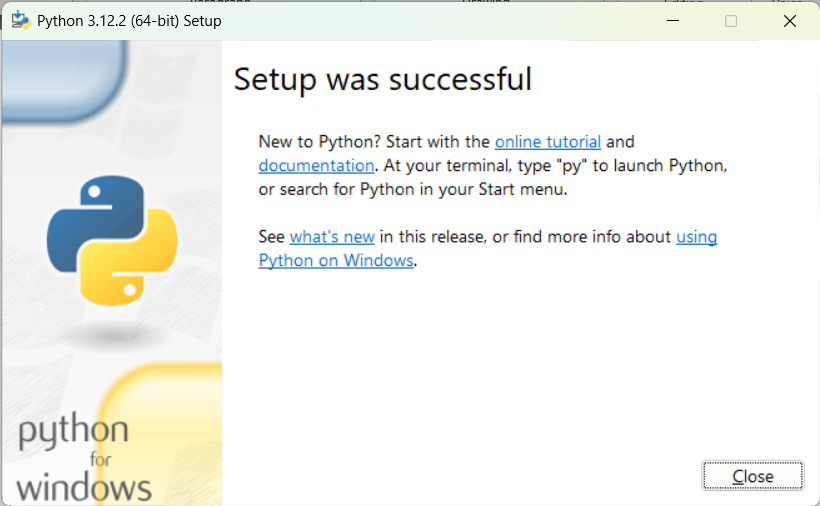 Python 3.12.2 (64-bit) Setup
Setup was successful
New to Python? Start with the online tutorial and
documentation. At your terminal, type "py" to launch Python,
or search for Python in your Start menu.
See what's new in this release, or find more info about using
Python on Windows.
python
for
windows
Close